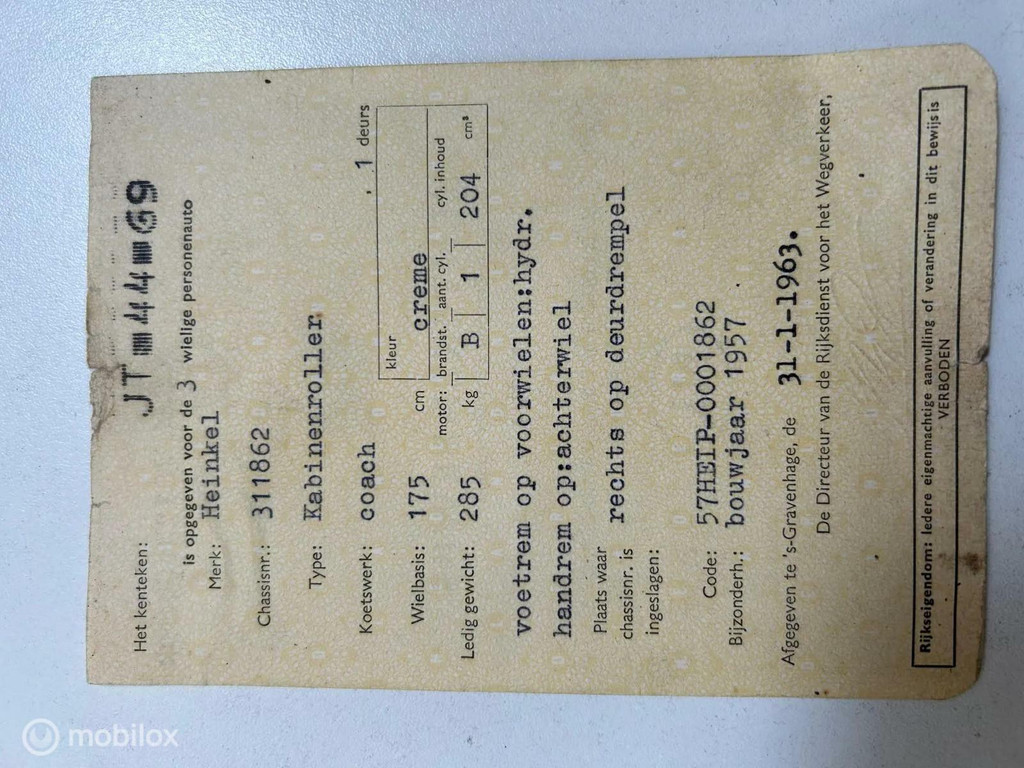 Het kenteken: JT-44-69
is opgegeven voor de 3 wielige personenauto
Merk: Heinkel
Chassisnr.: 311862
Type: Kabinenroller
Koetswerk: coach , 1 deurs
Wielbasis: 175 cm kleur creme
motor: brandst. aant. cyl. cyl. inhoud
Ledig gewicht: 285 kg B 1 204 cm³
voetrem op voorwielen:hydr.
handrem op:achterwiel
Plaats waar
chassisnr. is rechts op deurdrempel
ingeslagen:
Code: 57HEIP-0001862
Bijzonderh.: bouwjaar 1957
Afgegeven te 's-Gravenhage, de 31-1-1963.
De Directeur van de Rijksdienst voor het Wegverkeer,
Rijkseigendom: Iedere eigenmachtige aanvulling of verandering in dit bewijs is
VERBODEN
mobilox